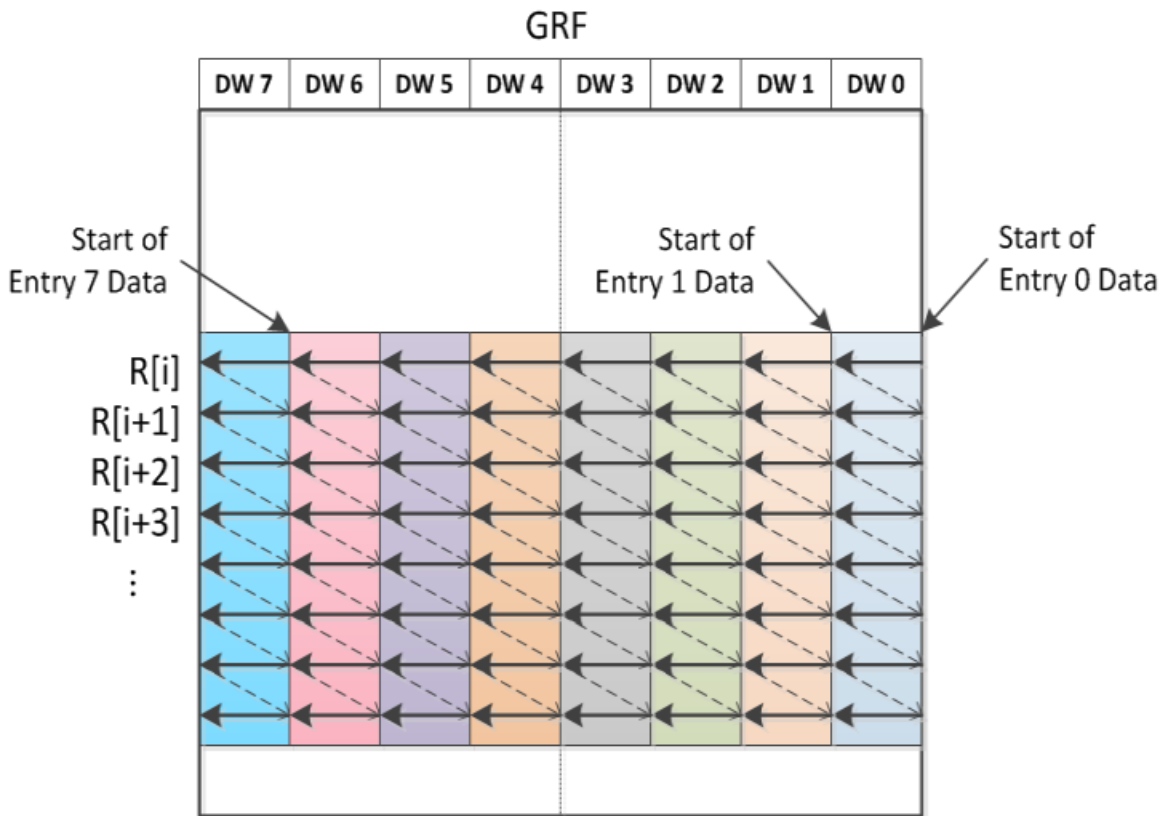 GRF
DW 7 DW 6 DW 5 DW 4 DW 3 DW 2 DW 1 DW 0
Start of
Entry 7 Data
Start of
Entry 1 Data
Start of
Entry 0 Data
R[i]
R[i+1]
R[i+2]
R[i+3]
...